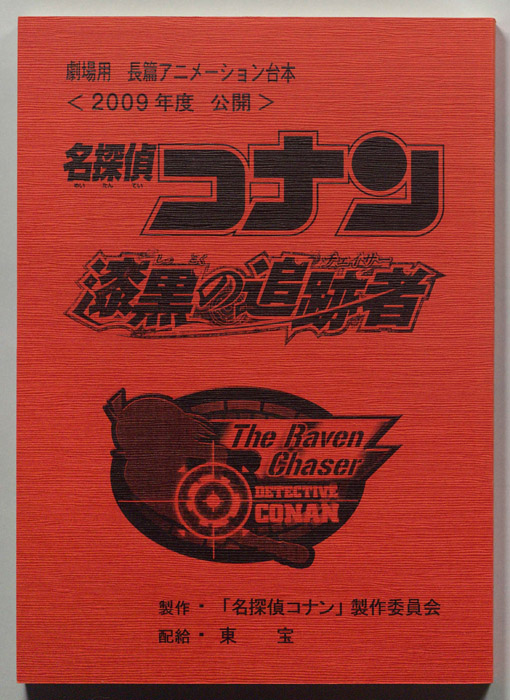 劇場用 長篇アニメーション台本
＜2009年度 公開＞
名探偵コナン
めい たん てい
しっ こく チェイサー
漆黒の追跡者
The Raven
Chaser
DETECTIVE
CONAN
製作・「名探偵コナン」製作委員会
配給・東 宝